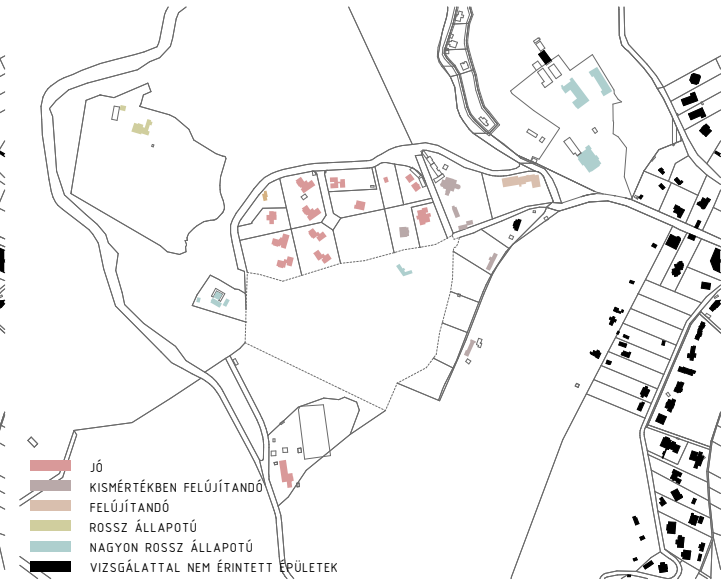 JÓ
KISMÉRTÉKBEN FELÚJÍTANDÓ
FELÚJÍTANDÓ
ROSSZ ÁLLAPOTÚ
NAGYON ROSSZ ÁLLAPOTÚ
VIZSGÁLATTAL NEM ÉRINTETT ÉPÜLETEK